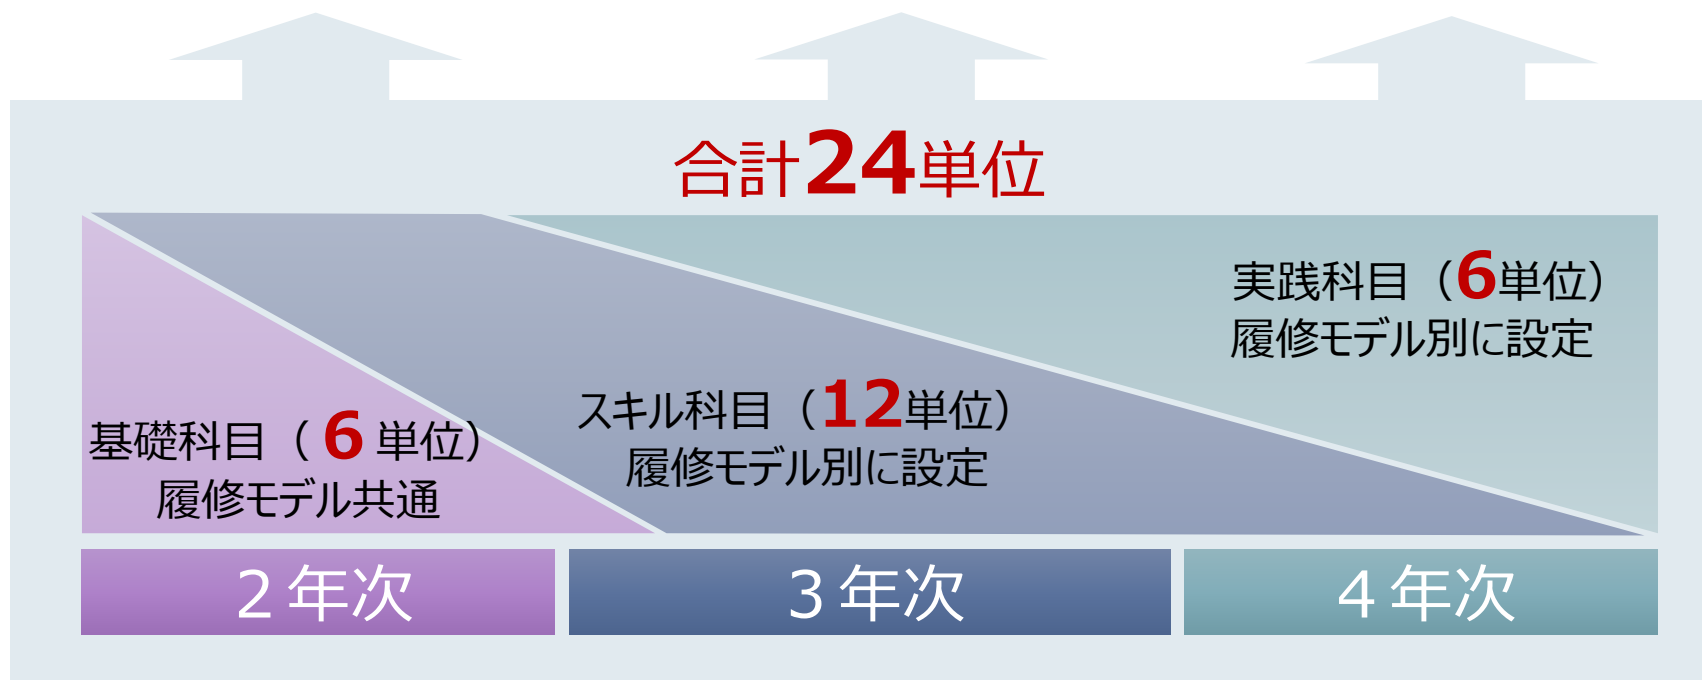 合計24単位
実践科目（6単位）
履修モデル別に設定
スキル科目（12単位）
履修モデル別に設定
基礎科目（6単位）
履修モデル共通
２年次
３年次
４年次